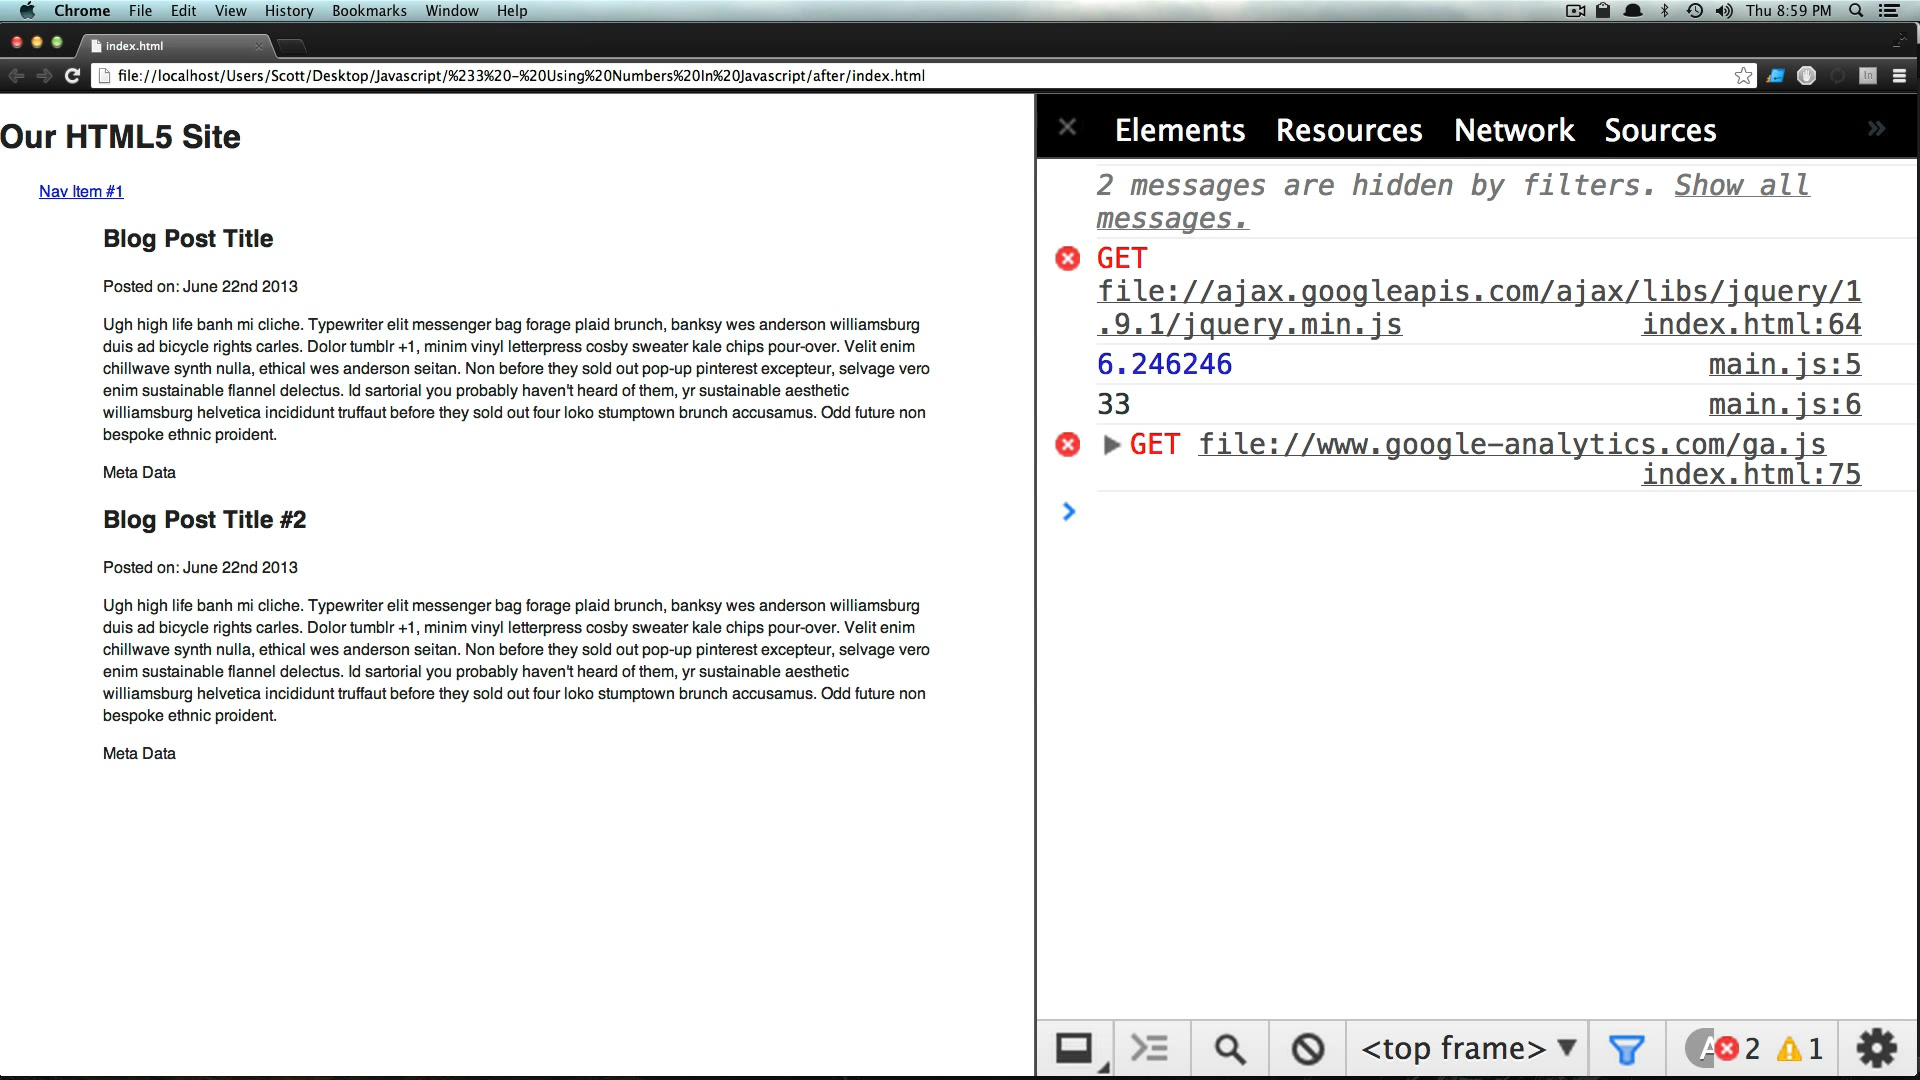 Chrome File Edit View History Bookmarks Window Help Thu 8:59 PM
index.html
file://localhost/Users/Scott/Desktop/Javascript/%233%20-%20Using%20Numbers%20In%20Javascript/after/index.html
Our HTML5 Site
Nav Item #1
Blog Post Title
Posted on: June 22nd 2013
Ugh high life banh mi cliche. Typewriter elit messenger bag forage plaid brunch, banksy wes anderson williamsburg
duis ad bicycle rights carles. Dolor tumblr +1, minim vinyl letterpress cosby sweater kale chips pour-over. Velit enim
chillwave synth nulla, ethical wes anderson seitan. Non before they sold out pop-up pinterest excepteur, selvage vero
enim sustainable flannel delectus. Id sartorial you probably haven't heard of them, yr sustainable aesthetic
williamsburg helvetica incididunt truffaut before they sold out four loko stumptown brunch accusamus. Odd future non
bespoke ethnic proident.
Meta Data
Blog Post Title #2
Posted on: June 22nd 2013
Ugh high life banh mi cliche. Typewriter elit messenger bag forage plaid brunch, banksy wes anderson williamsburg
duis ad bicycle rights carles. Dolor tumblr +1, minim vinyl letterpress cosby sweater kale chips pour-over. Velit enim
chillwave synth nulla, ethical wes anderson seitan. Non before they sold out pop-up pinterest excepteur, selvage vero
enim sustainable flannel delectus. Id sartorial you probably haven't heard of them, yr sustainable aesthetic
williamsburg helvetica incididunt truffaut before they sold out four loko stumptown brunch accusamus. Odd future non
bespoke ethnic proident.
Meta Data
Elements Resources Network Sources »
2 messages are hidden by filters. Show all
messages.
GET
file://ajax.googleapis.com/ajax/libs/jquery/1
.9.1/jquery.min.js index.html:64
6.246246 main.js:5
33 main.js:6
GET file://www.google-analytics.com/ga.js
index.html:75
<top frame> 2 1